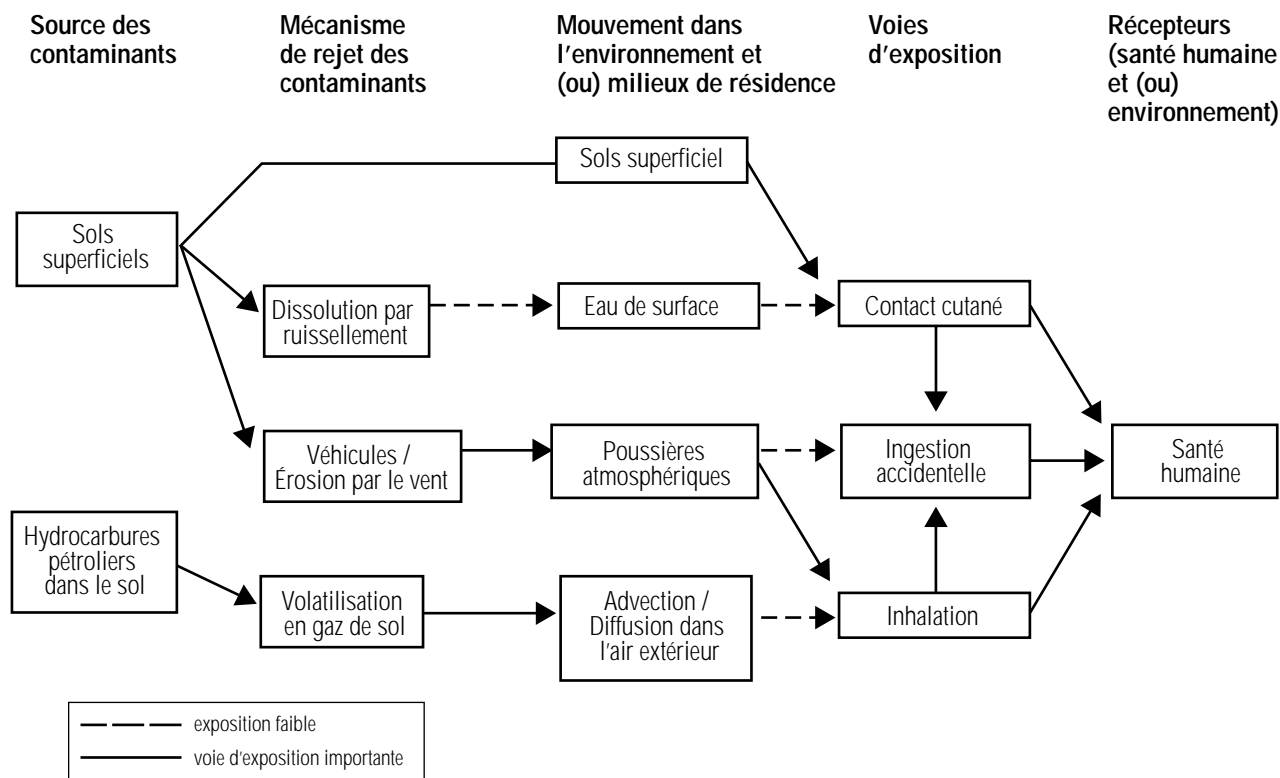 Source des
contaminants
Mécanisme
de rejet des
contaminants
Mouvement dans
l'environnement et
(ou) milieux de résidence
Voies
d'exposition
Récepteurs
(santé humaine
et (ou)
environnement)
Sols superficiel
Sols
superficiels
Dissolution par
ruissellement
Eau de surface
Contact cutané
Véhicules /
Érosion par le vent
Poussières
atmosphériques
Ingestion
accidentelle
Santé
humaine
Hydrocarbures
pétroliers
dans le sol
Volatilisation
en gaz de sol
Advection /
Diffusion dans
l'air extérieur
Inhalation
exposition faible
voie d'exposition importante